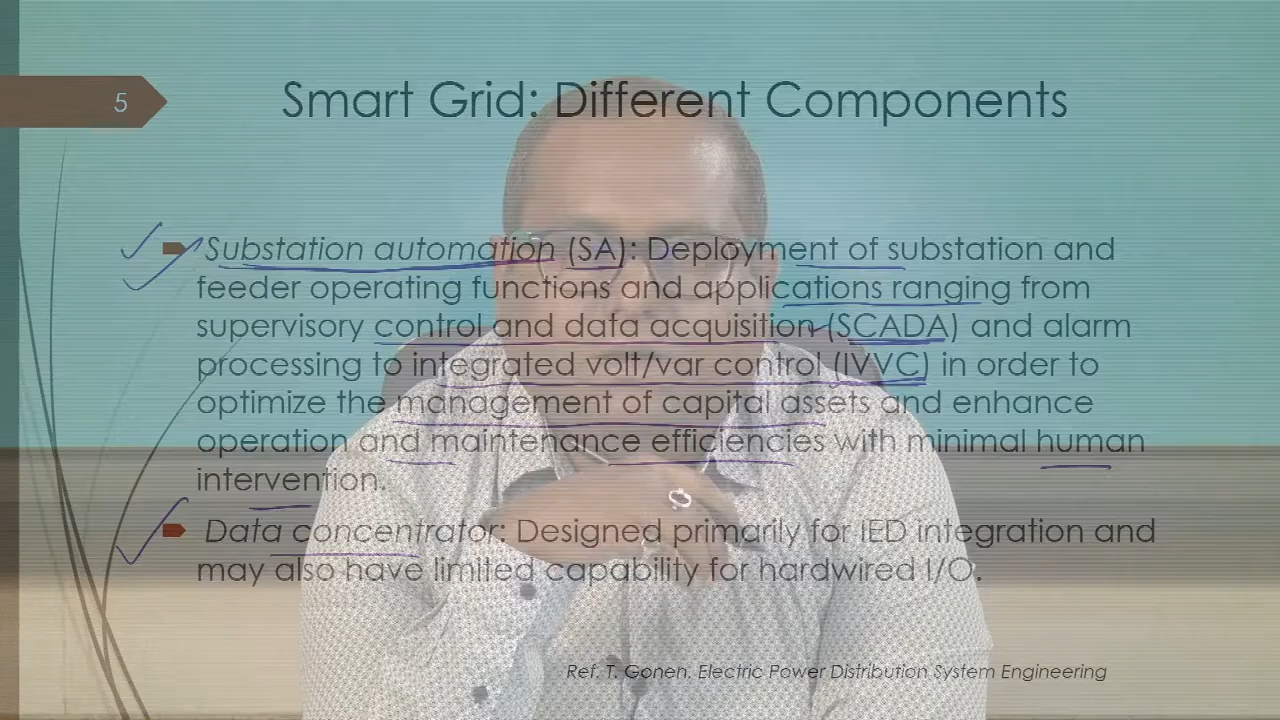 5
Smart Grid: Different Components
Substation automation (SA): Deployment of substation and
feeder operating functions and applications ranging from
supervisory control and data acquisition (SCADA) and alarm
processing to integrated volt/var control (IVVC) in order to
optimize the management of capital assets and enhance
operation and maintenance efficiencies with minimal human
intervention.
Data concentrator: Designed primarily for IED integration and
may also have limited capability for hardwired I/O.
Ref. T. Gonen, Electric Power Distribution System Engineering